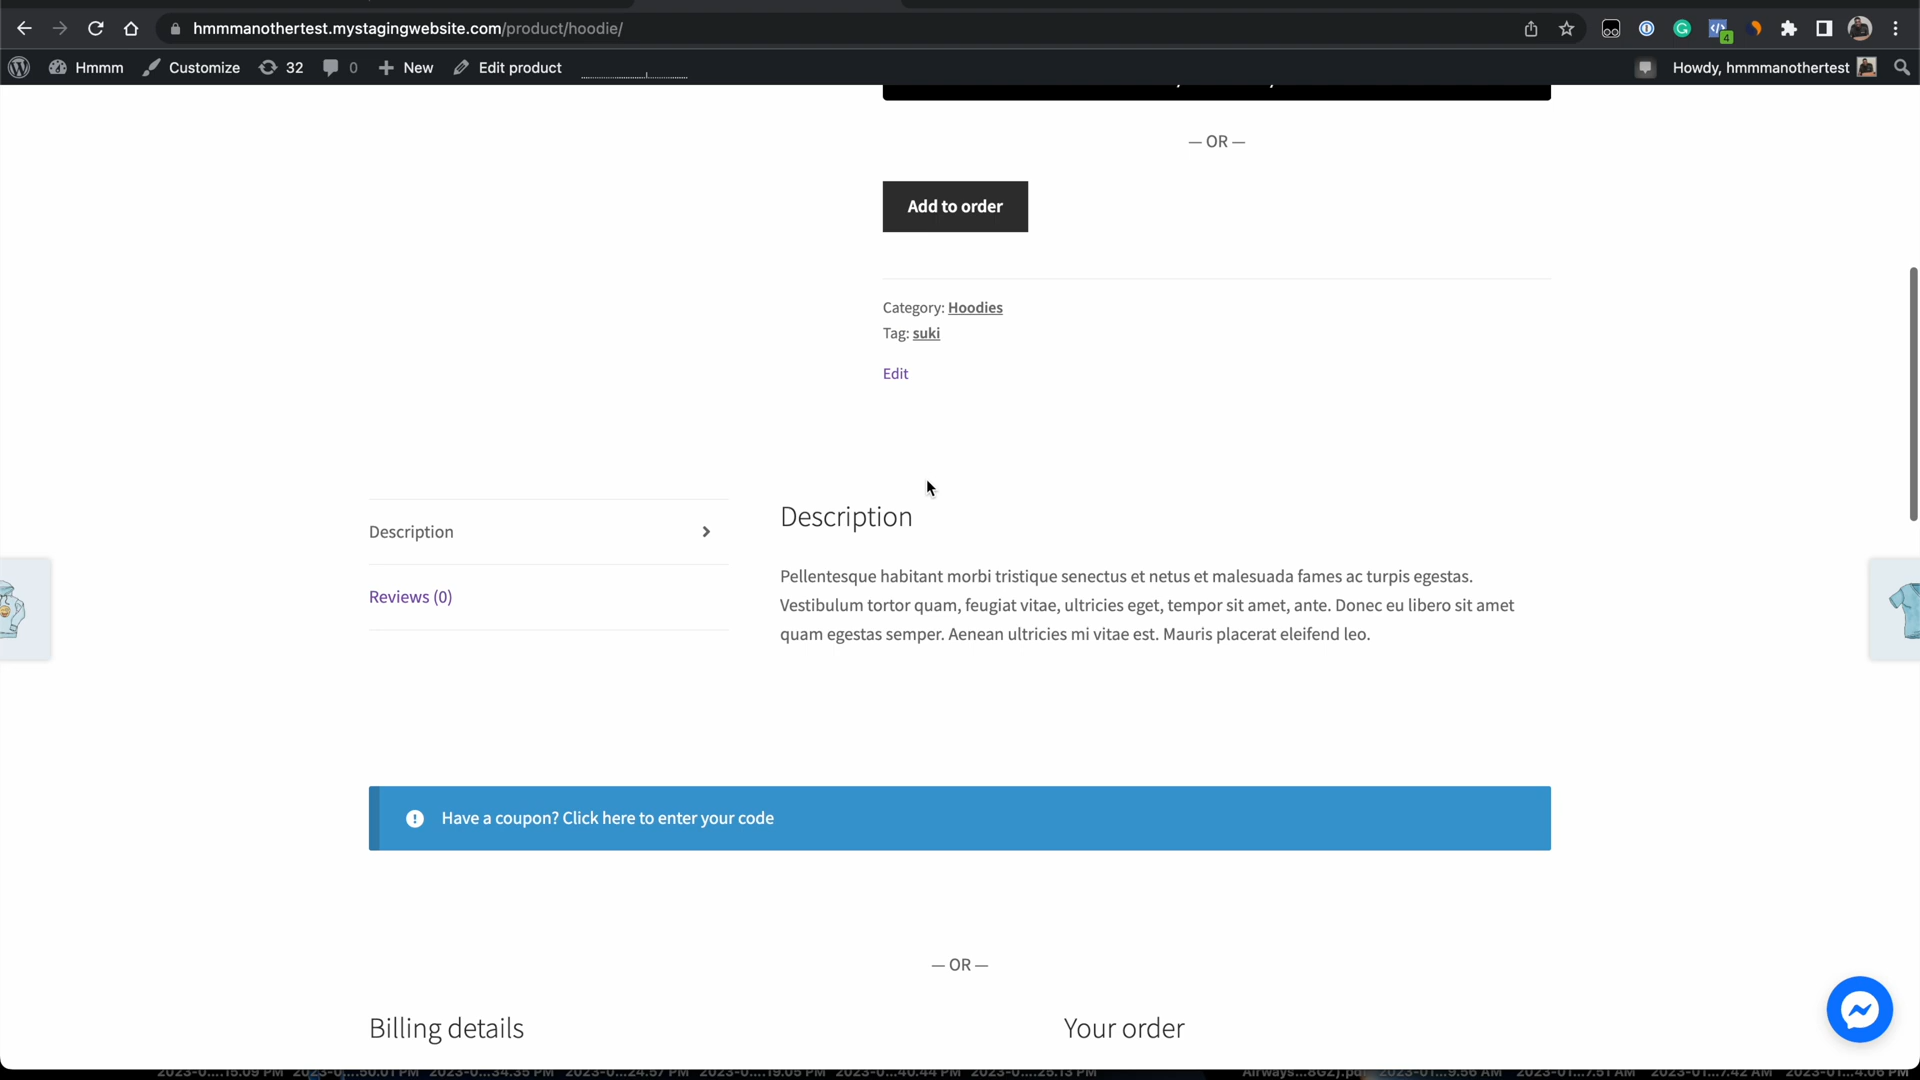 hmmmanothertest.mystagingwebsite.com/product/hoodie/
4
Hmmm Customize 32 0 New Edit product Howdy, hmmmanothertest
— OR —
Add to order
Category: Hoodies
Tag: suki
Edit
Description
Reviews (0)
Description
Pellentesque habitant morbi tristique senectus et netus et malesuada fames ac turpis egestas.
Vestibulum tortor quam, feugiat vitae, ultricies eget, tempor sit amet, ante. Donec eu libero sit amet
quam egestas semper. Aenean ultricies mi vitae est. Mauris placerat eleifend leo.
Have a coupon? Click here to enter your code
— OR —
Billing details
Your order